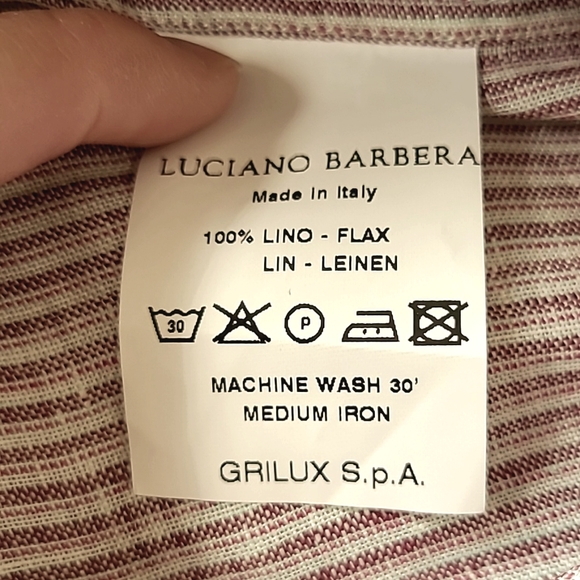 LUCIANO BARBERA
Made in Italy
100% LINO - FLAX
LIN - LEINEN
30 P
MACHINE WASH 30'
MEDIUM IRON
GRILUX S.p.A.